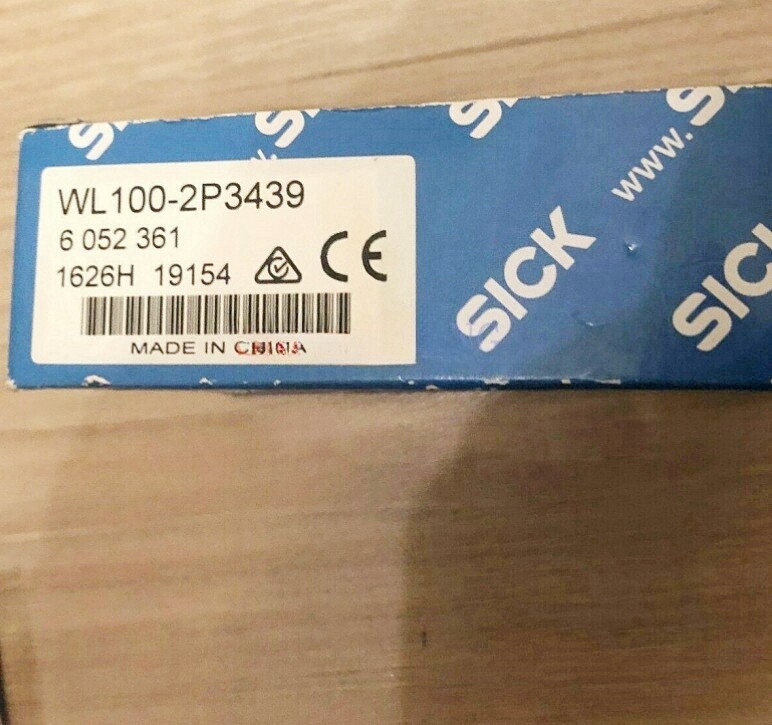 WL100-2P3439
6 052 361
1626H 19154
CE
MADE IN CHINA
SICK
www.
SICK